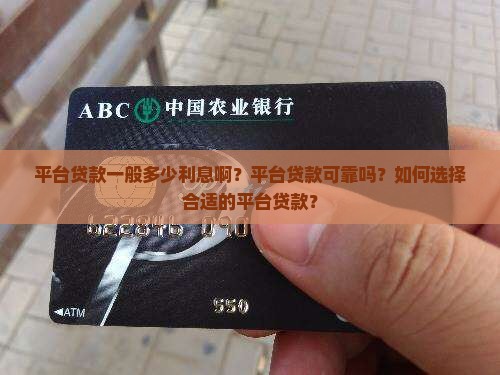 ABC 中国农业银行
平台贷款一般多少利息啊？平台贷款可靠吗？如何选择
合适的平台贷款？
622846 090
550
◄ATM